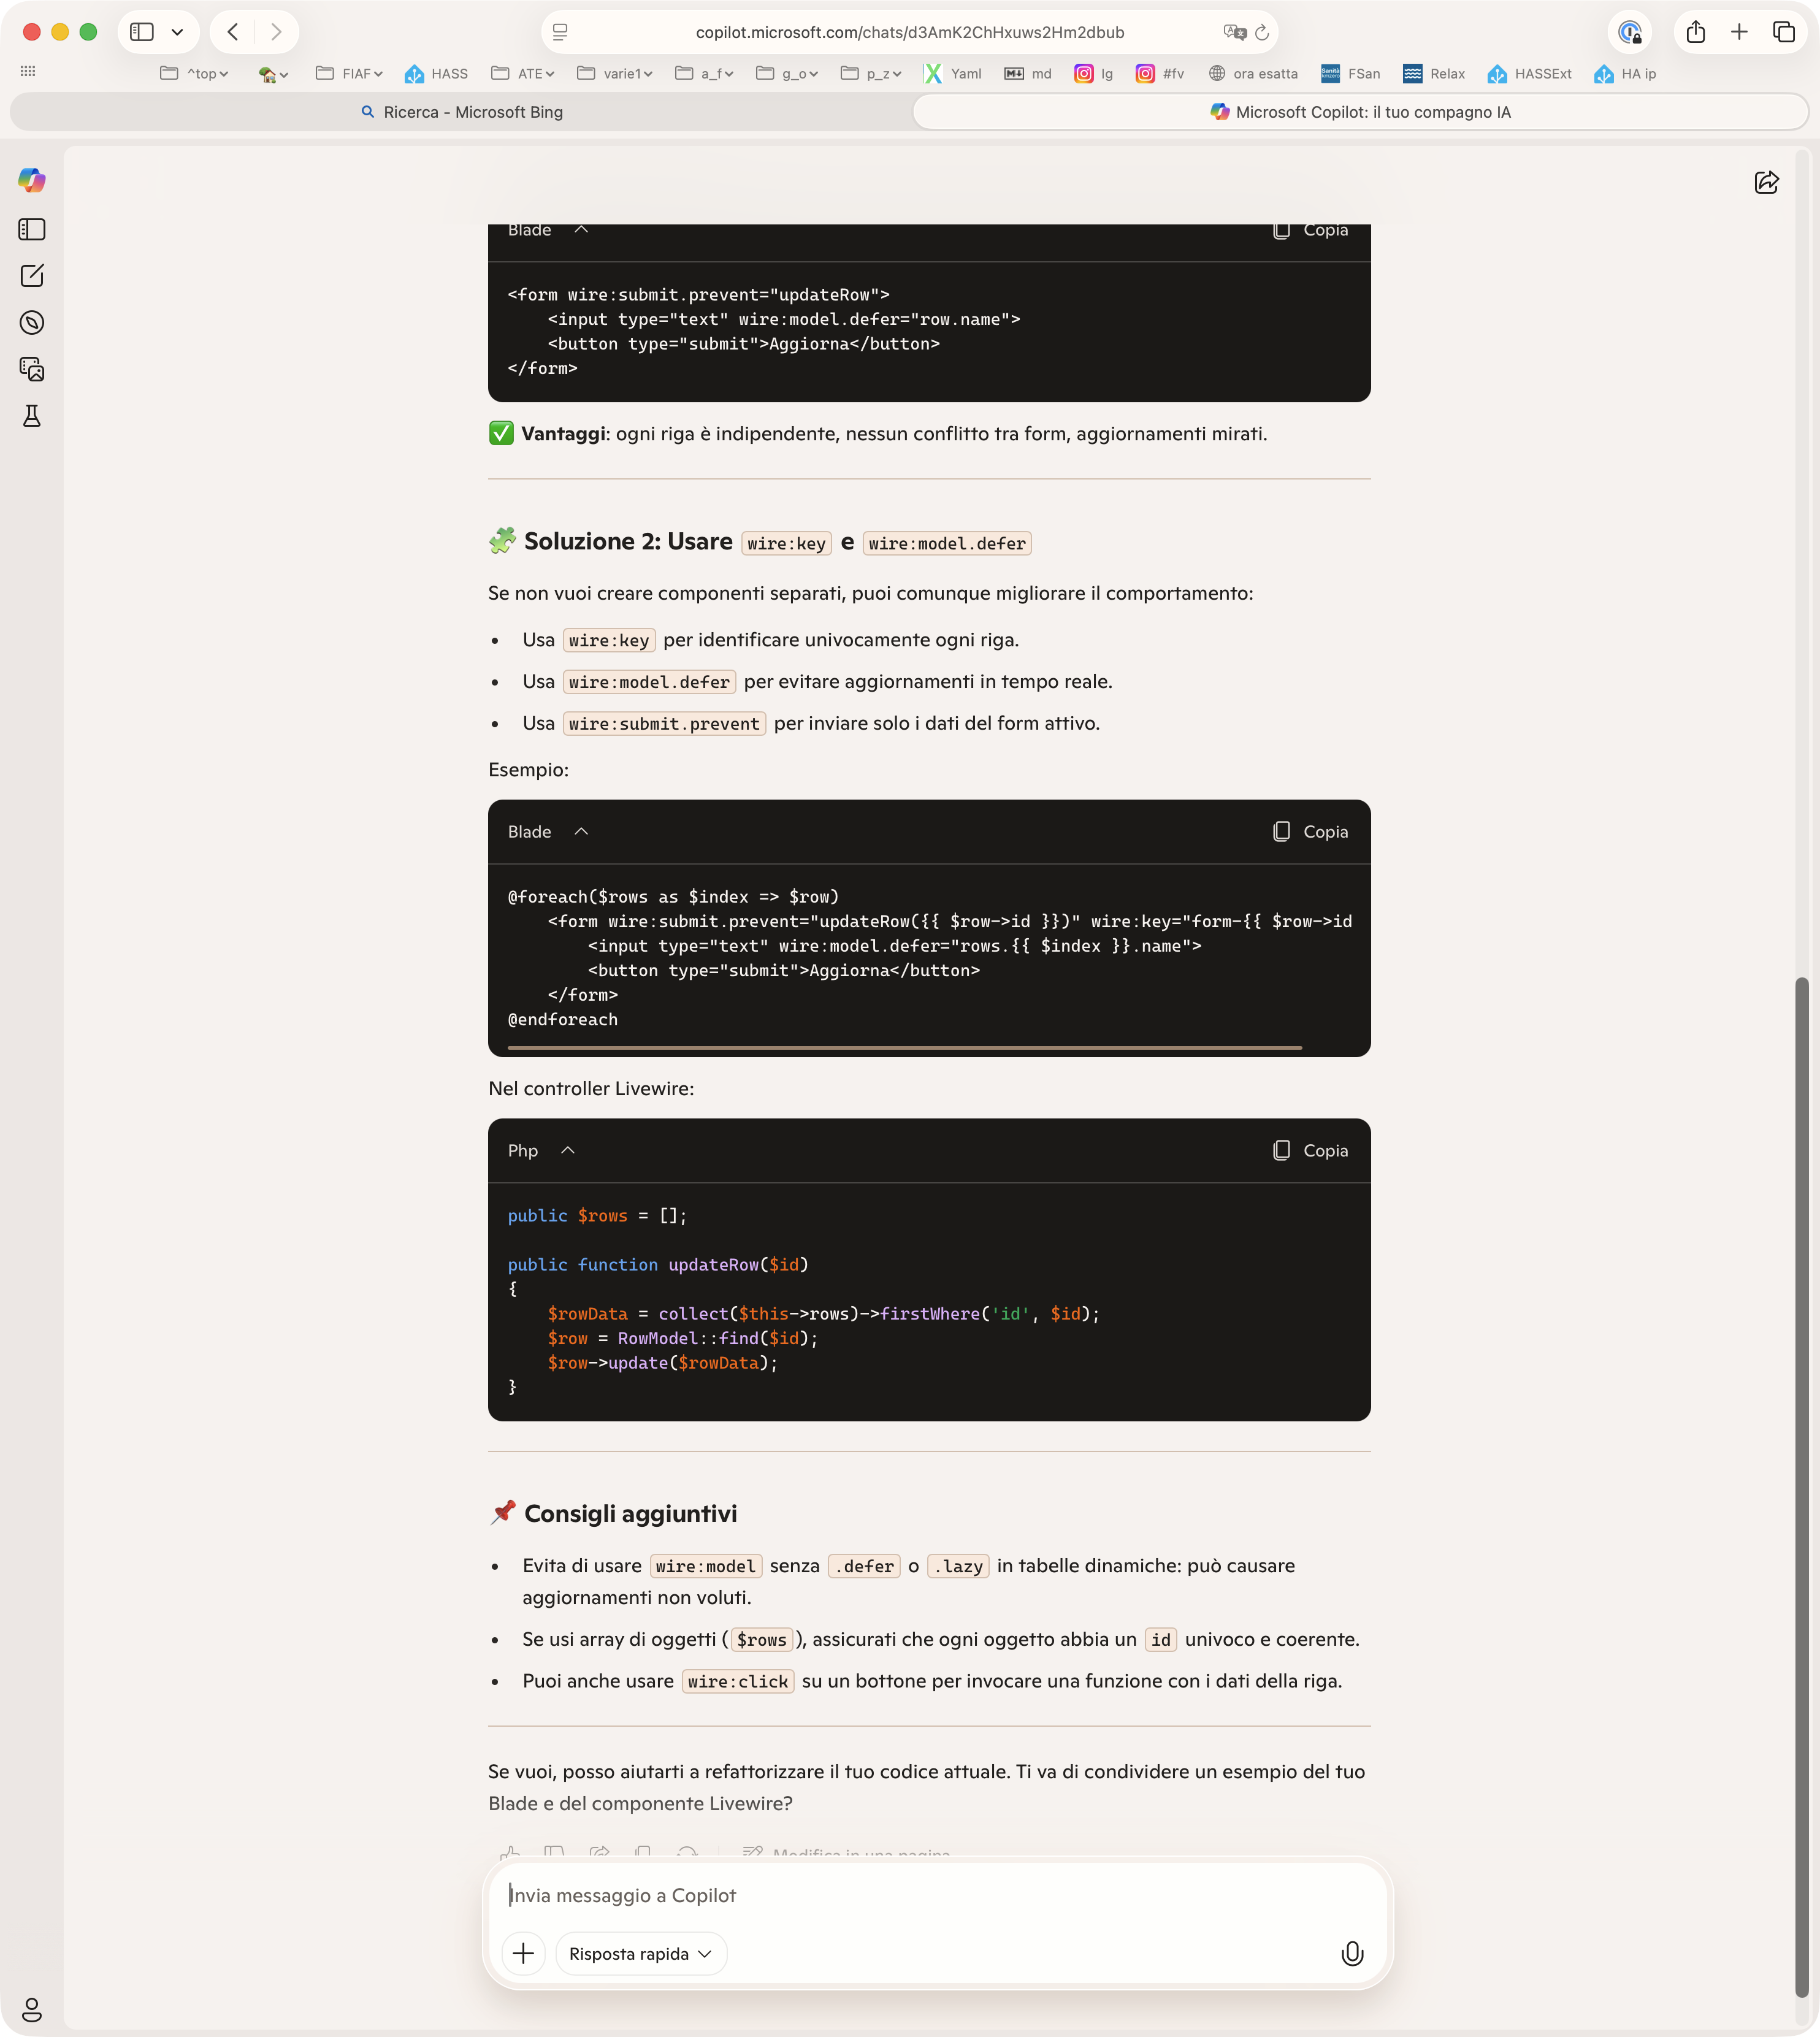 copilot.microsoft.com/chats/d3AmK2ChHxuws2Hm2dbub
^top FIAF HASS ATE varie1 a_f g_o p_z Yaml md Ig #fv ora esatta FSan Relax HASSExt HA ip
Ricerca - Microsoft Bing
Microsoft Copilot: il tuo compagno IA
Blade Copia
<form wire:submit.prevent="updateRow">
    <input type="text" wire:model.defer="row.name">
    <button type="submit">Aggiorna</button>
</form>
✅ Vantaggi: ogni riga è indipendente, nessun conflitto tra form, aggiornamenti mirati.
🧩 Soluzione 2: Usare wire:key e wire:model.defer
Se non vuoi creare componenti separati, puoi comunque migliorare il comportamento:
• Usa wire:key per identificare univocamente ogni riga.
• Usa wire:model.defer per evitare aggiornamenti in tempo reale.
• Usa wire:submit.prevent per inviare solo i dati del form attivo.
Esempio:
Blade Copia
@foreach($rows as $index => $row)
    <form wire:submit.prevent="updateRow({{ $row->id }})" wire:key="form-{{ $row->id
        <input type="text" wire:model.defer="rows.{{ $index }}.name">
        <button type="submit">Aggiorna</button>
    </form>
@endforeach
Nel controller Livewire:
Php Copia
public $rows = [];
public function updateRow($id)
{
    $rowData = collect($this->rows)->firstWhere('id', $id);
    $row = RowModel::find($id);
    $row->update($rowData);
}
📌 Consigli aggiuntivi
• Evita di usare wire:model senza .defer o .lazy in tabelle dinamiche: può causare
aggiornamenti non voluti.
• Se usi array di oggetti ( $rows ), assicurati che ogni oggetto abbia un id univoco e coerente.
• Puoi anche usare wire:click su un bottone per invocare una funzione con i dati della riga.
Se vuoi, posso aiutarti a refattorizzare il tuo codice attuale. Ti va di condividere un esempio del tuo
Blade e del componente Livewire?
Modifica in una pagina
Invia messaggio a Copilot
Risposta rapida